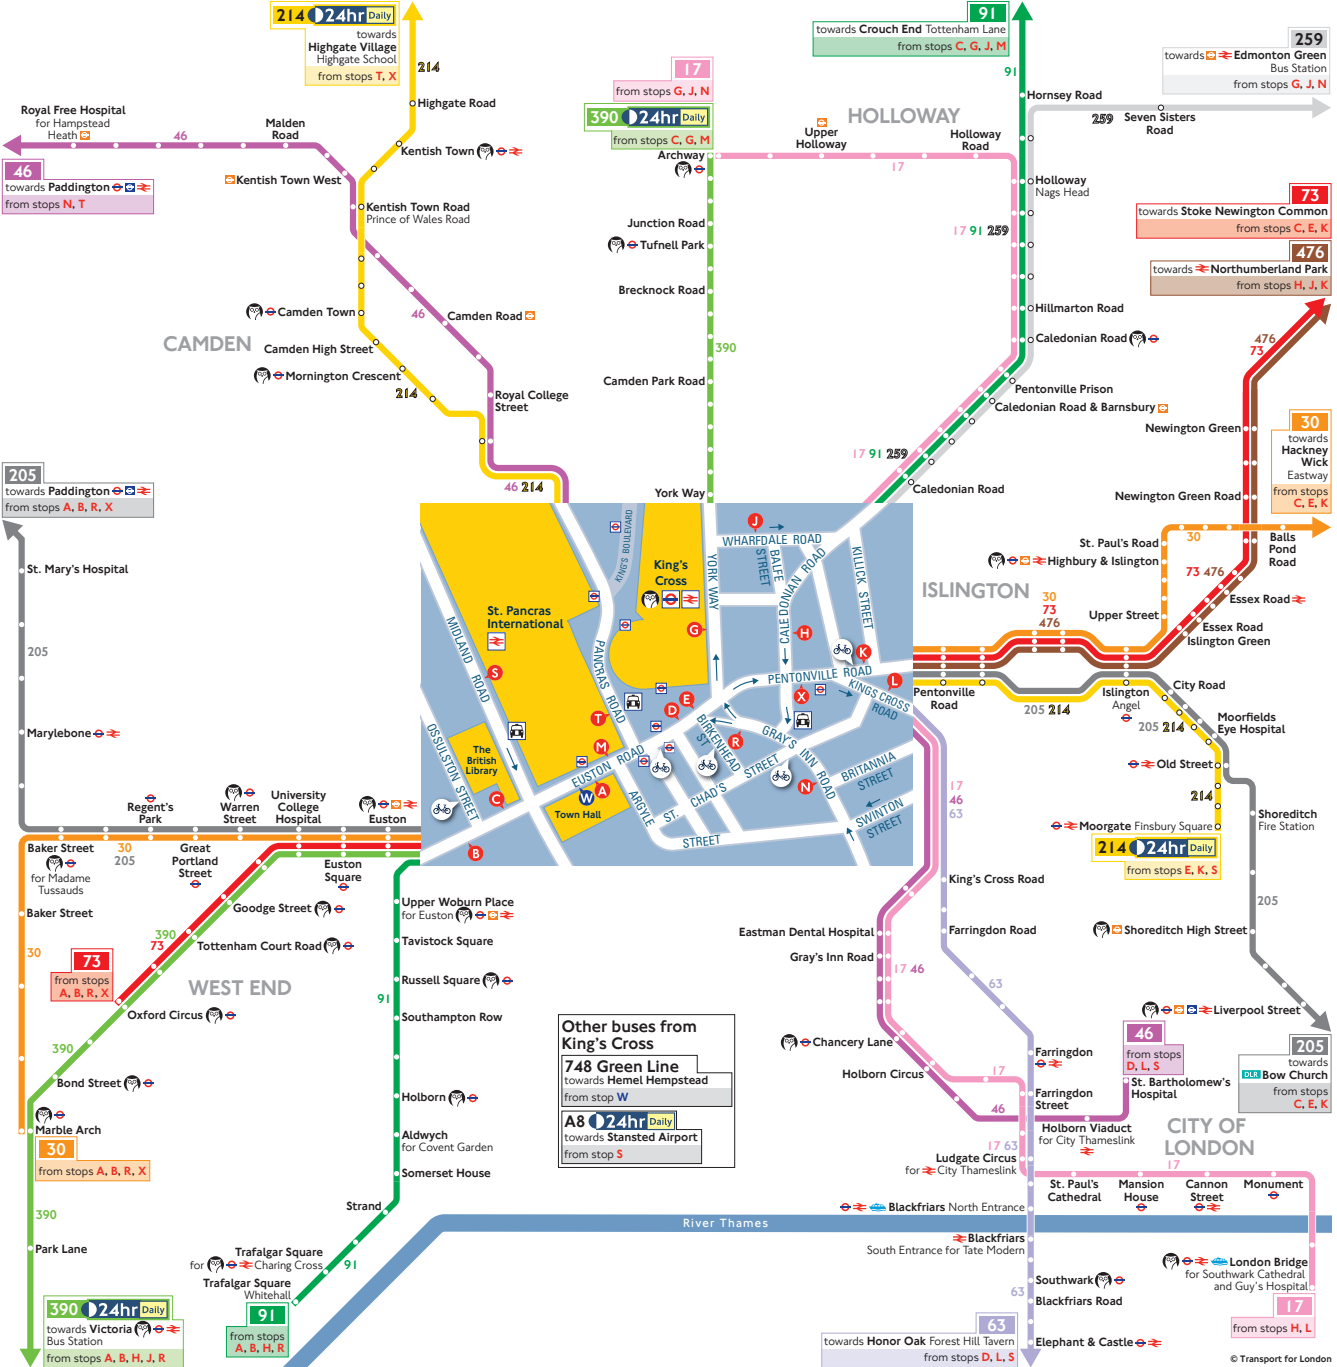 214 24hr Daily
towards
Highgate Village
Highgate School
from stops T, X
214
Highgate Road
Kentish Town
91
towards Crouch End Tottenham Lane
from stops C, G, J, M
91
Hornsey Road
259
towards Edmonton Green
Bus Station
from stops G, J, N
259
Seven Sisters
Road
17
from stops G, J, N
390 24hr Daily
from stops C, G, M
Archway
HOLLOWAY
Upper
Holloway
Holloway
Road
17
Holloway
Nags Head
17 91 259
Hillmarton Road
Caledonian Road
Pentonville Prison
Caledonian Road & Barnsbury
17 91 259
Caledonian Road
Royal Free Hospital
for Hampstead
Heath
46
Malden
Road
46
towards Paddington
from stops N, T
Kentish Town West
Kentish Town Road
Prince of Wales Road
Camden Town
46
Camden Road
CAMDEN
Camden High Street
Mornington Crescent
214
Royal College
Street
46 214
Junction Road
Tufnell Park
Brecknock Road
390
Camden Park Road
York Way
73
towards Stoke Newington Common
from stops C, E, K
476
towards Northumberland Park
from stops H, J, K
476
73
Newington Green
Newington Green Road
30
towards
Hackney
Wick
Eastway
from stops
C, E, K
30
Balls
Pond
Road
St. Paul's Road
Highbury & Islington
73 476
Essex Road
Upper Street
Essex Road
Islington Green
ISLINGTON
30
73
476
Pentonville
Road
205 214
Islington
Angel
City Road
205 214
Moorfields
Eye Hospital
Old Street
214
Moorgate Finsbury Square
214 24hr Daily
from stops E, K, S
Shoreditch
Fire Station
205
Shoreditch High Street
Liverpool Street
205
towards
DLR Bow Church
from stops
C, E, K
205
towards Paddington
from stops A, B, R, X
St. Mary's Hospital
205
Marylebone
Regent's
Park
Warren
Street
University
College
Hospital
Euston
Baker Street
for Madame
Tussauds
30
205
Great
Portland
Street
Euston
Square
Baker Street
30
Goodge Street
390
73
Tottenham Court Road
73
from stops
A, B, R, X
WEST END
Oxford Circus
390
Bond Street
Marble Arch
30
from stops A, B, R, X
390
Park Lane
390 24hr Daily
towards Victoria
Bus Station
from stops A, B, H, J, R
Upper Woburn Place
for Euston
Tavistock Square
Russell Square
91
Southampton Row
Holborn
Aldwych
for Covent Garden
Somerset House
Strand
Trafalgar Square
for Charing Cross
91
Trafalgar Square
Whitehall
91
from stops
A, B, H, R
KING'S BOULEVARD
J
WHARFDALE ROAD
BALFE
STREET
YORK WAY
CALEDONIAN ROAD
KILLICK STREET
King's
Cross
St. Pancras
International
MIDLAND ROAD
PANCRAS ROAD
G
H
K
S
PENTONVILLE ROAD
L
X
KINGS CROSS
ROAD
T
D
E
R
M
OSSULSTON STREET
The
British
Library
EUSTON ROAD
BIRKENHEAD
ST
GRAY'S INN ROAD
BRITANNIA
STREET
C
W
A
Town Hall
ARGYLE
STREET
ST. CHAD'S STREET
N
SWINTON
STREET
B
17
46
63
King's Cross Road
Farringdon Road
Eastman Dental Hospital
Gray's Inn Road
17 46
63
Chancery Lane
Holborn Circus
17
46
Farringdon
Farringdon
Street
46
from stops
D, L, S
St. Bartholomew's
Hospital
Holborn Viaduct
for City Thameslink
CITY OF
LONDON
17 63
Ludgate Circus
for City Thameslink
17
St. Paul's
Cathedral
Mansion
House
Cannon
Street
Monument
Blackfriars North Entrance
River Thames
Blackfriars
South Entrance for Tate Modern
Southwark
63
Blackfriars Road
Elephant & Castle
London Bridge
for Southwark Cathedral
and Guy's Hospital
17
from stops H, L
63
towards Honor Oak Forest Hill Tavern
from stops D, L, S
Other buses from
King's Cross
748 Green Line
towards Hemel Hempstead
from stop W
A8 24hr Daily
towards Stansted Airport
from stop S
© Transport for London